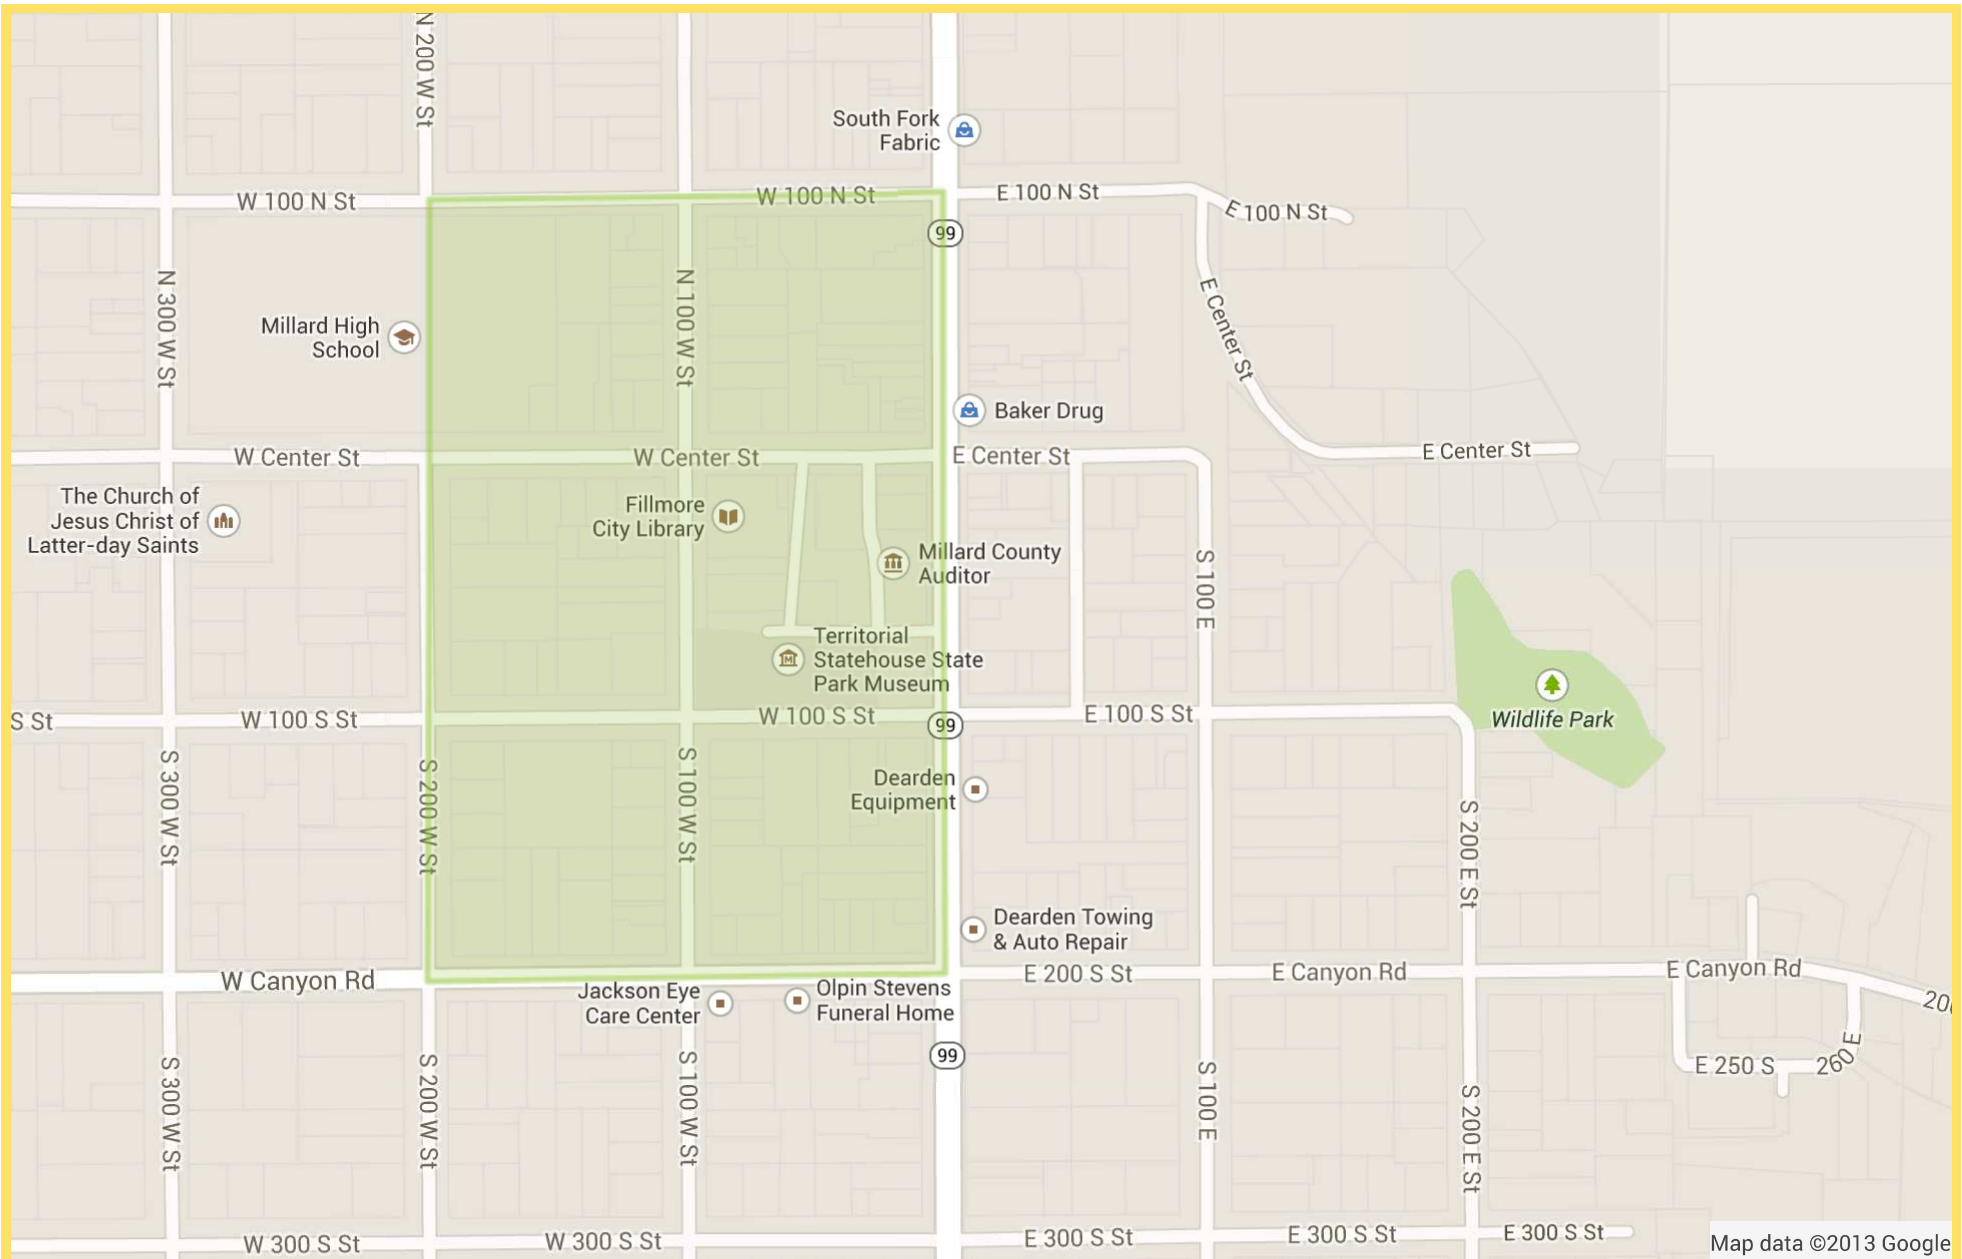 N 200 W St
South Fork
Fabric
W 100 N St
W 100 N St
E 100 N St
E 100 N St
99
N 300 W St
Millard High
School
N 100 W St
E Center St
Baker Drug
W Center St
W Center St
E Center St
E Center St
The Church of
Jesus Christ of
Latter-day Saints
Fillmore
City Library
Millard County
Auditor
S 100 E
Territorial
Statehouse State
Park Museum
S St
W 100 S St
W 100 S St
99
E 100 S St
Wildlife Park
S 300 W St
S 200 W St
S 100 W St
Dearden
Equipment
S 200 E St
Dearden Towing
& Auto Repair
W Canyon Rd
E 200 S St
E Canyon Rd
E Canyon Rd
200
Jackson Eye
Care Center
Olpin Stevens
Funeral Home
99
S 300 W St
S 200 W St
S 100 W St
S 100 E
S 200 E St
E 250 S
260 E
W 300 S St
W 300 S St
E 300 S St
E 300 S St
E 300 S St
Map data ©2013 Google